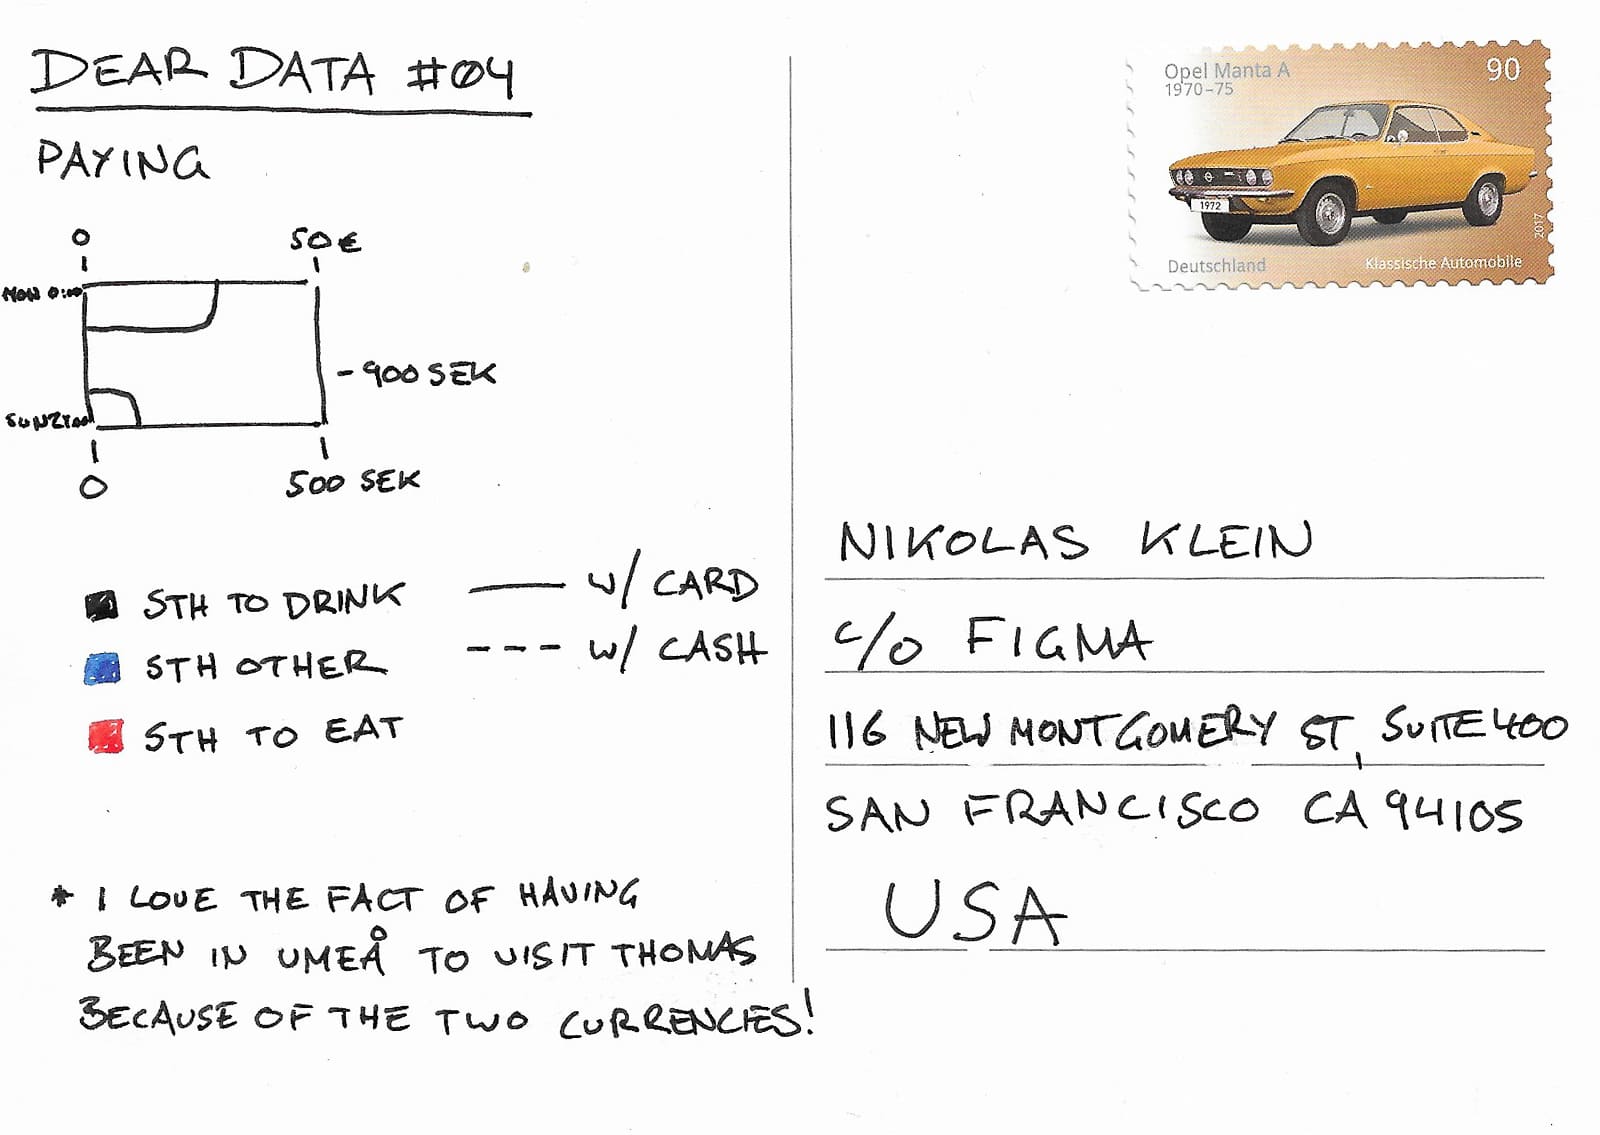 DEAR DATA #04
PAYING
0 50€
MON 0:00
- 900 SEK
0 500 SEK
STH TO DRINK
STH OTHER
STH TO EAT
W/ CARD
W/ CASH
* I LOVE THE FACT OF HAVING
BEEN IN UMEÅ TO VISIT THOMAS
BECAUSE OF THE TWO CURRENCIES!
Opel Manta A 90
1970–75
1972
2017
Deutschland Klassische Automobile
NIKOLAS KLEIN
C/O FIGMA
116 NEW MONTGOMERY ST, SUITE 400
SAN FRANCISCO CA 94105
USA